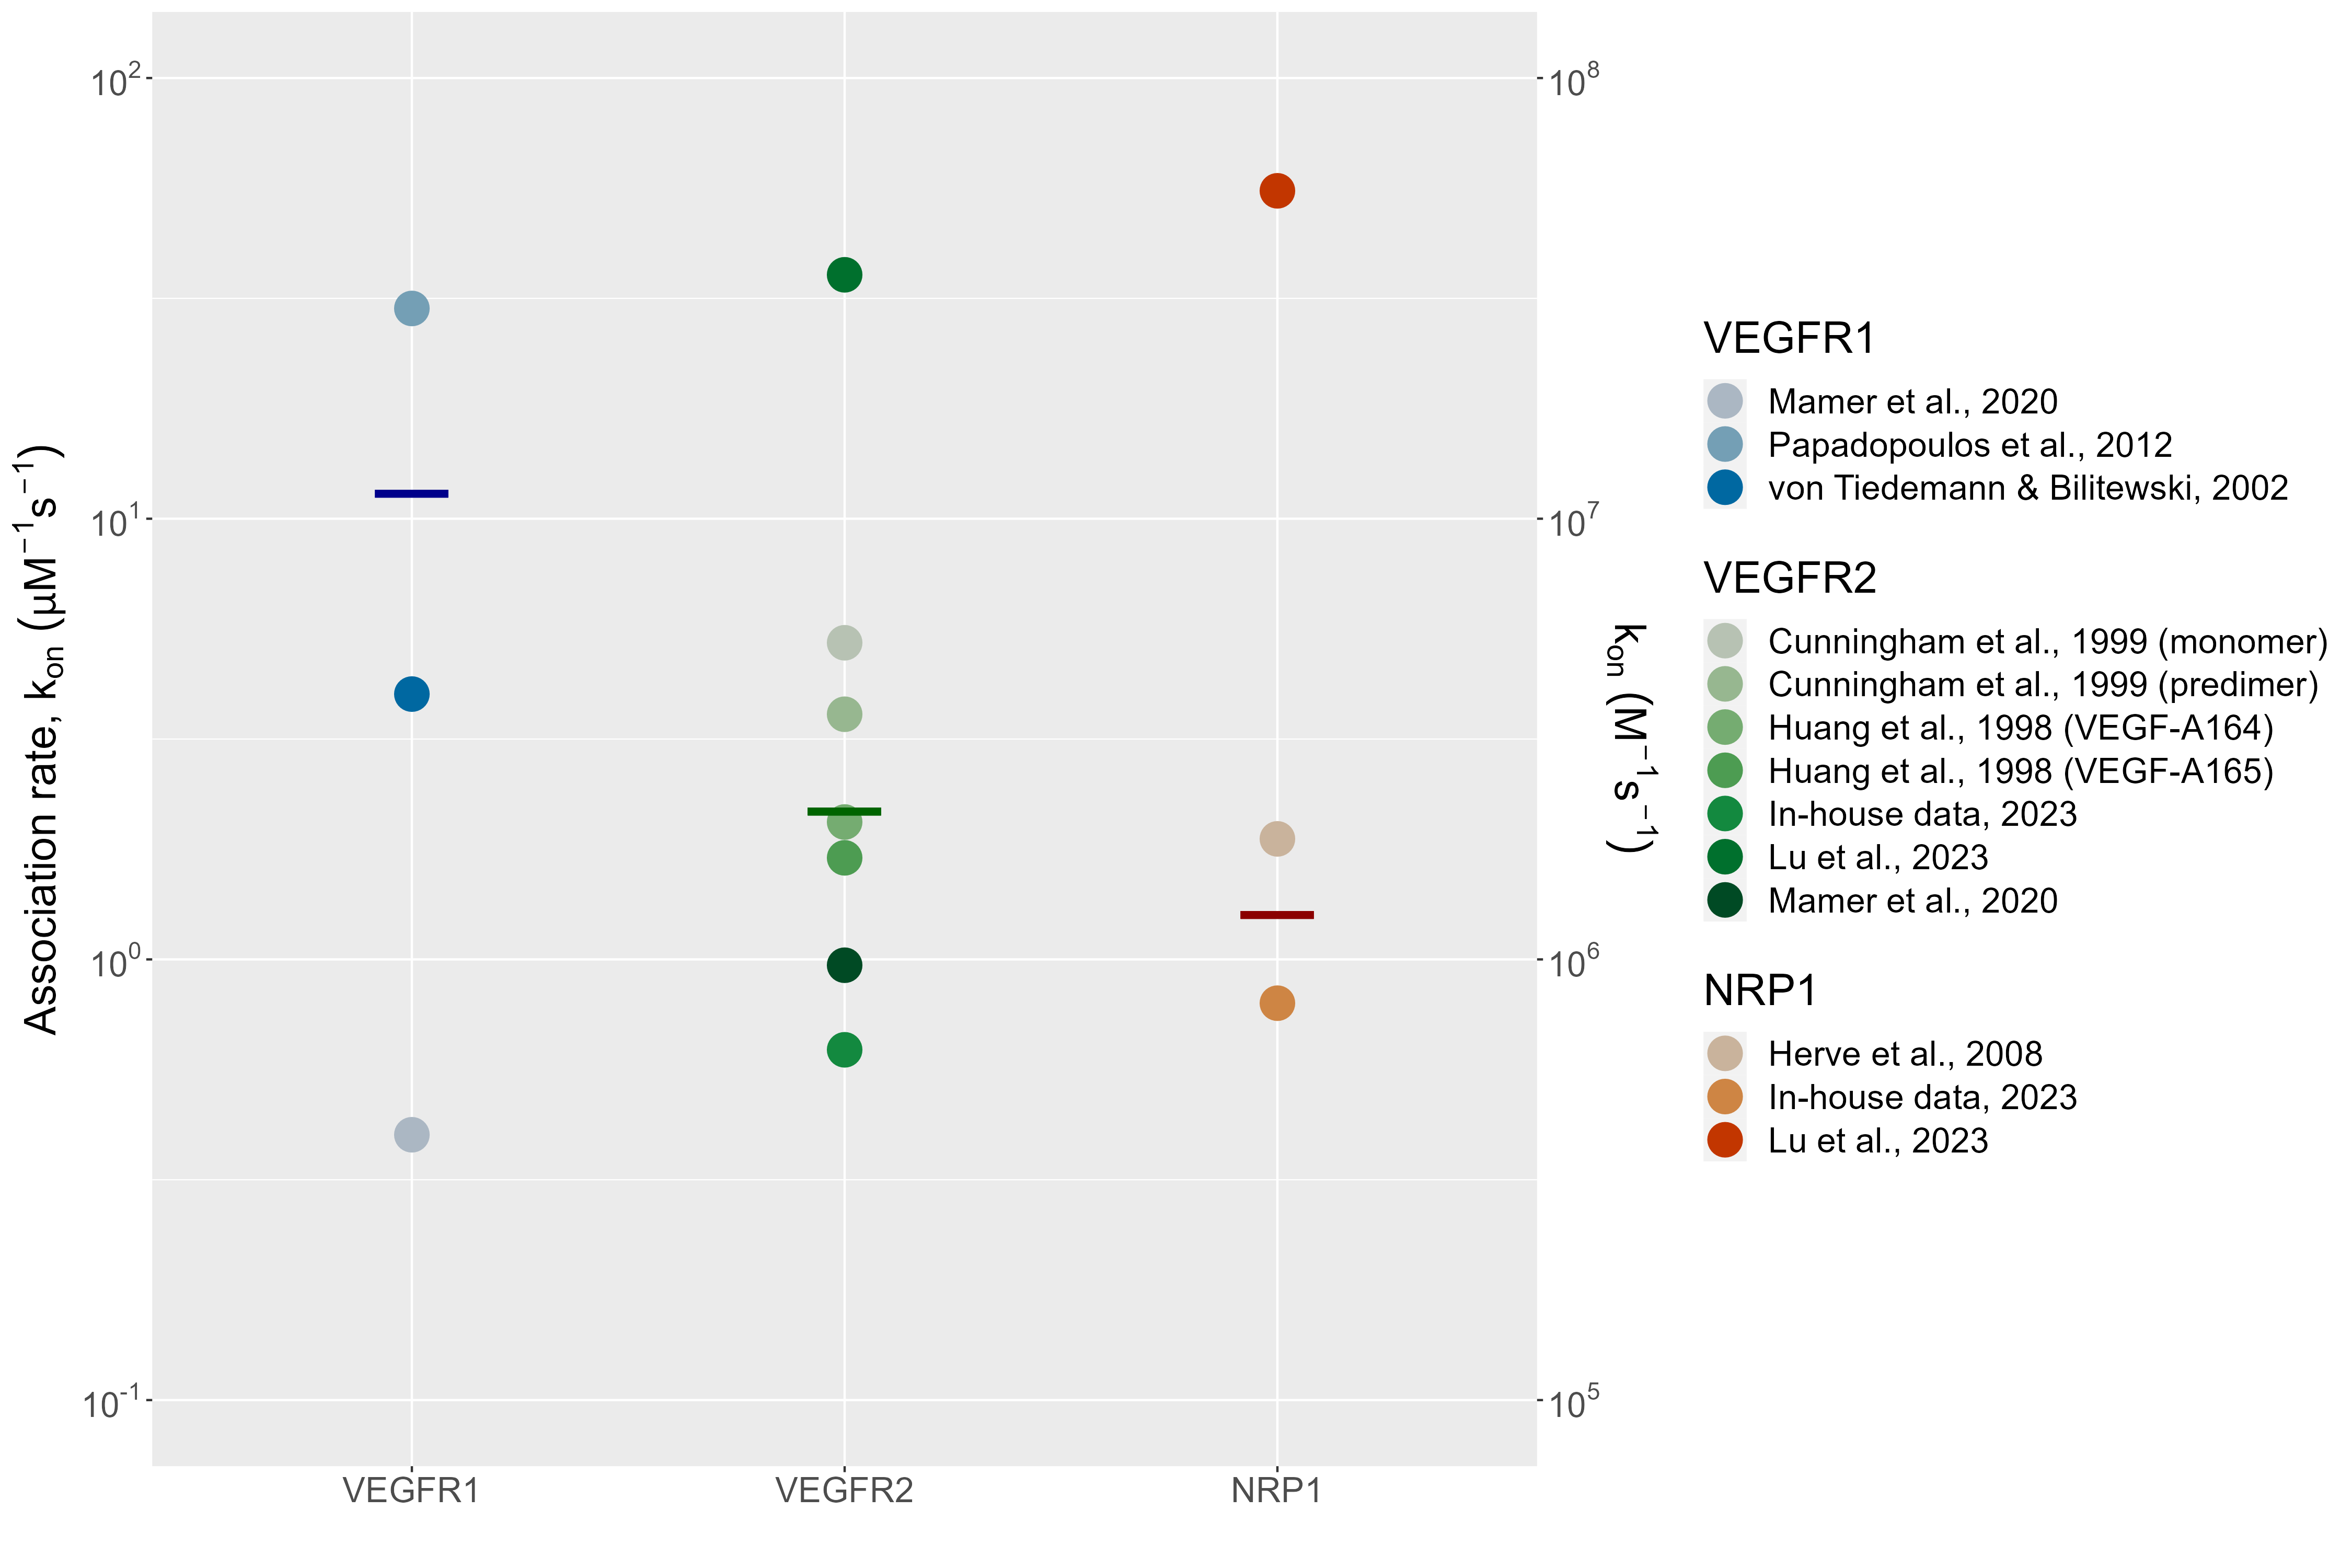 Association rate, kon (µM−1s−1)
10^2
10^1
10^0
10^-1
VEGFR1
VEGFR2
NRP1
10^8
10^7
10^6
10^5
kon (M−1s−1)
VEGFR1
Mamer et al., 2020
Papadopoulos et al., 2012
von Tiedemann & Bilitewski, 2002
VEGFR2
Cunningham et al., 1999 (monomer)
Cunningham et al., 1999 (predimer)
Huang et al., 1998 (VEGF-A164)
Huang et al., 1998 (VEGF-A165)
In-house data, 2023
Lu et al., 2023
Mamer et al., 2020
NRP1
Herve et al., 2008
In-house data, 2023
Lu et al., 2023